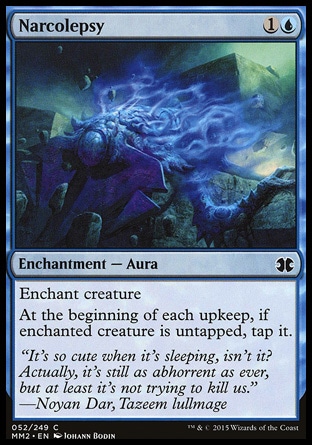 Narcolepsy 1
Enchantment — Aura
Enchant creature
At the beginning of each upkeep, if
enchanted creature is untapped, tap it.
“It’s so cute when it’s sleeping, isn’t it?
Actually, it’s still as abhorrent as ever,
but at least it’s not trying to kill us.”
—Noyan Dar, Tazeem lullmage
052/249 C
MM2 • EN Johann Bodin ™ & © 2015 Wizards of the Coast